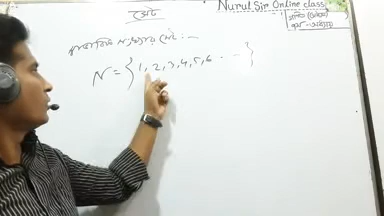 সেট
Nurul Sir Online class
স্বাভাবিক সংখ্যার সেট :—
N = {1, 2, 3, 4, 5, 6 . . . }